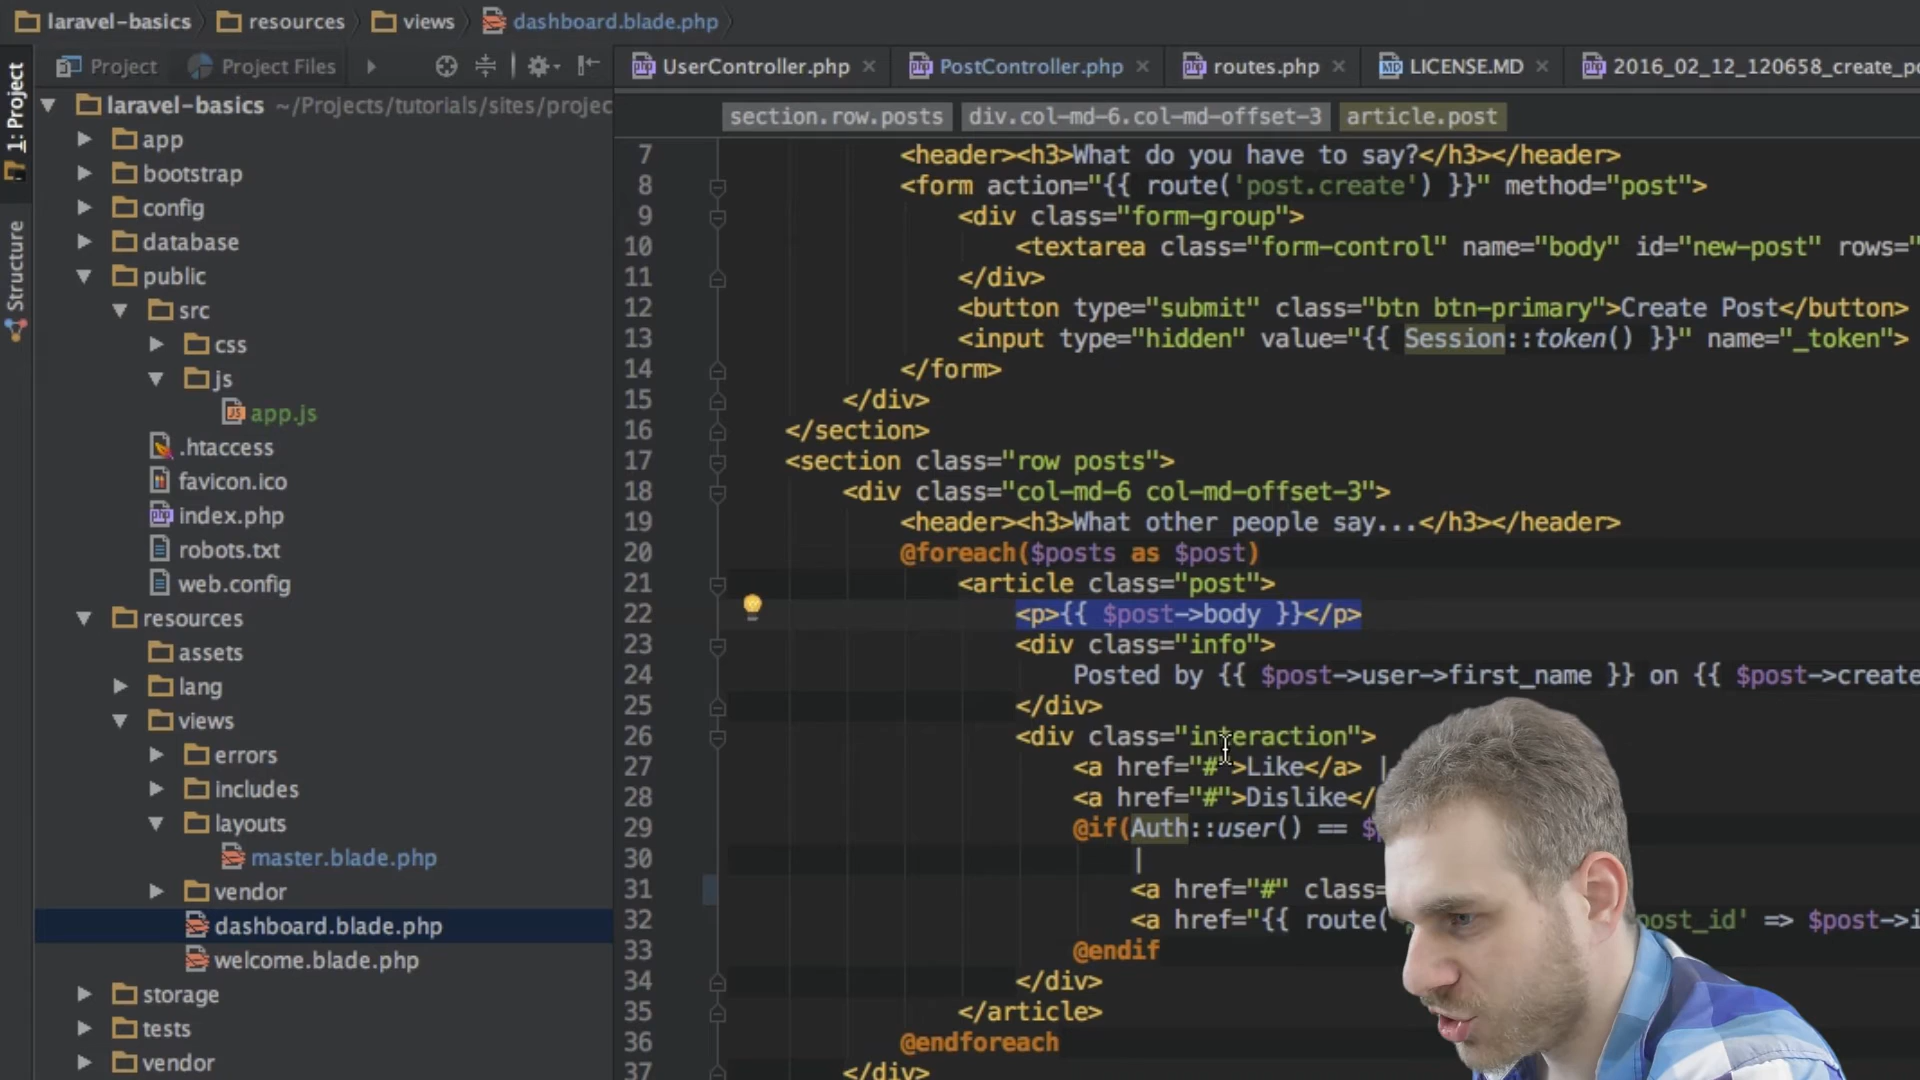 laravel-basics resources views dashboard.blade.php
1: Project
Structure
Project Project Files
laravel-basics ~/Projects/tutorials/sites/projec
app
bootstrap
config
database
public
src
css
js
app.js
.htaccess
favicon.ico
index.php
robots.txt
web.config
resources
assets
lang
views
errors
includes
layouts
master.blade.php
vendor
dashboard.blade.php
welcome.blade.php
storage
tests
vendor
UserController.php PostController.php routes.php LICENSE.MD 2016_02_12_120658_create_po
section.row.posts div.col-md-6.col-md-offset-3 article.post
7 <header><h3>What do you have to say?</h3></header>
8 <form action="{{ route('post.create') }}" method="post">
9 <div class="form-group">
10 <textarea class="form-control" name="body" id="new-post" rows="
11 </div>
12 <button type="submit" class="btn btn-primary">Create Post</button>
13 <input type="hidden" value="{{ Session::token() }}" name="_token">
14 </form>
15 </div>
16 </section>
17 <section class="row posts">
18 <div class="col-md-6 col-md-offset-3">
19 <header><h3>What other people say...</h3></header>
20 @foreach($posts as $post)
21 <article class="post">
22 <p>{{ $post->body }}</p>
23 <div class="info">
24 Posted by {{ $post->user->first_name }} on {{ $post->create
25 </div>
26 <div class="interaction">
27 <a href="#">Like</a> |
28 <a href="#">Dislike</
29 @if(Auth::user() == $
30 |
31 <a href="#" class=
32 <a href="{{ route( post_id' => $post->i
33 @endif
34 </div>
35 </article>
36 @endforeach
37 </div>